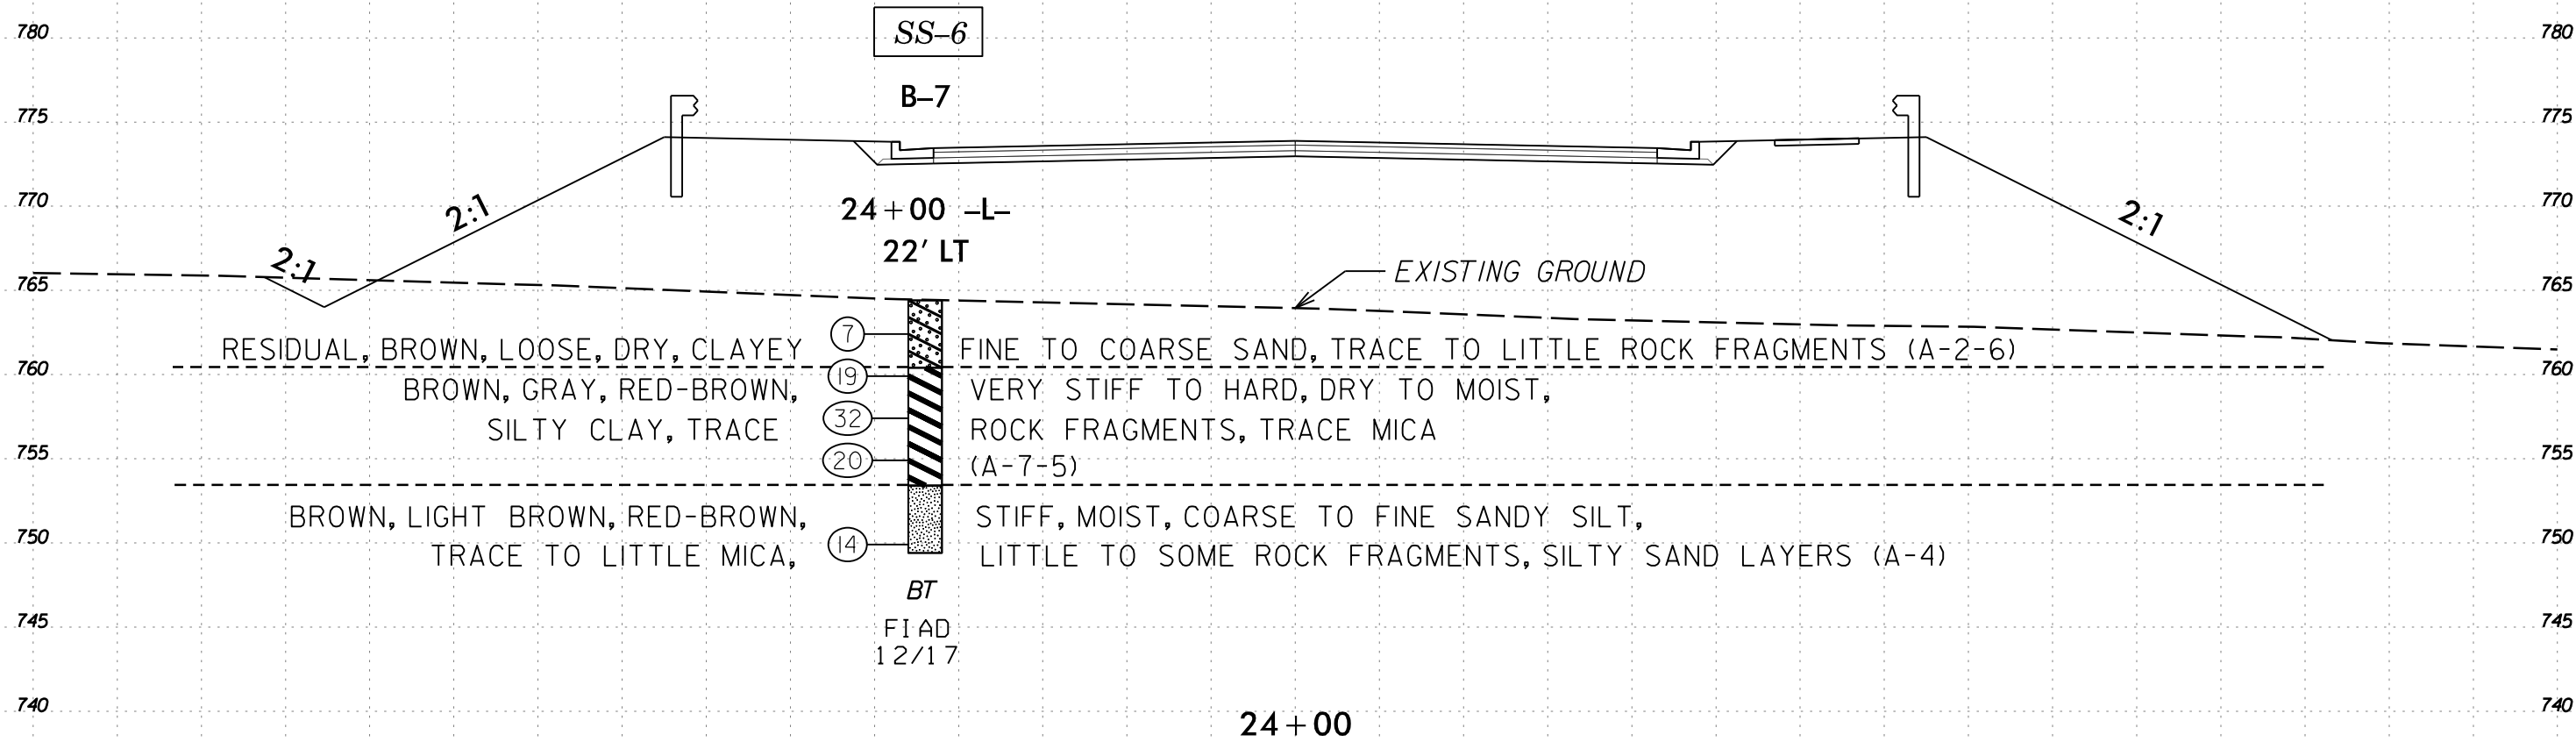 780 SS–6 780
B–7
775 775
770 2:1 24+00 –L– 2:1 770
22' LT
2:1 EXISTING GROUND
765 765
7
RESIDUAL, BROWN, LOOSE, DRY, CLAYEY FINE TO COARSE SAND, TRACE TO LITTLE ROCK FRAGMENTS (A-2-6)
760 19 760
BROWN, GRAY, RED-BROWN, VERY STIFF TO HARD, DRY TO MOIST,
32
SILTY CLAY, TRACE ROCK FRAGMENTS, TRACE MICA
755 20 (A-7-5) 755
BROWN, LIGHT BROWN, RED-BROWN, STIFF, MOIST, COARSE TO FINE SANDY SILT,
750 14 750
TRACE TO LITTLE MICA, LITTLE TO SOME ROCK FRAGMENTS, SILTY SAND LAYERS (A-4)
BT
745 FIAD 745
12/17
740 740
24+00